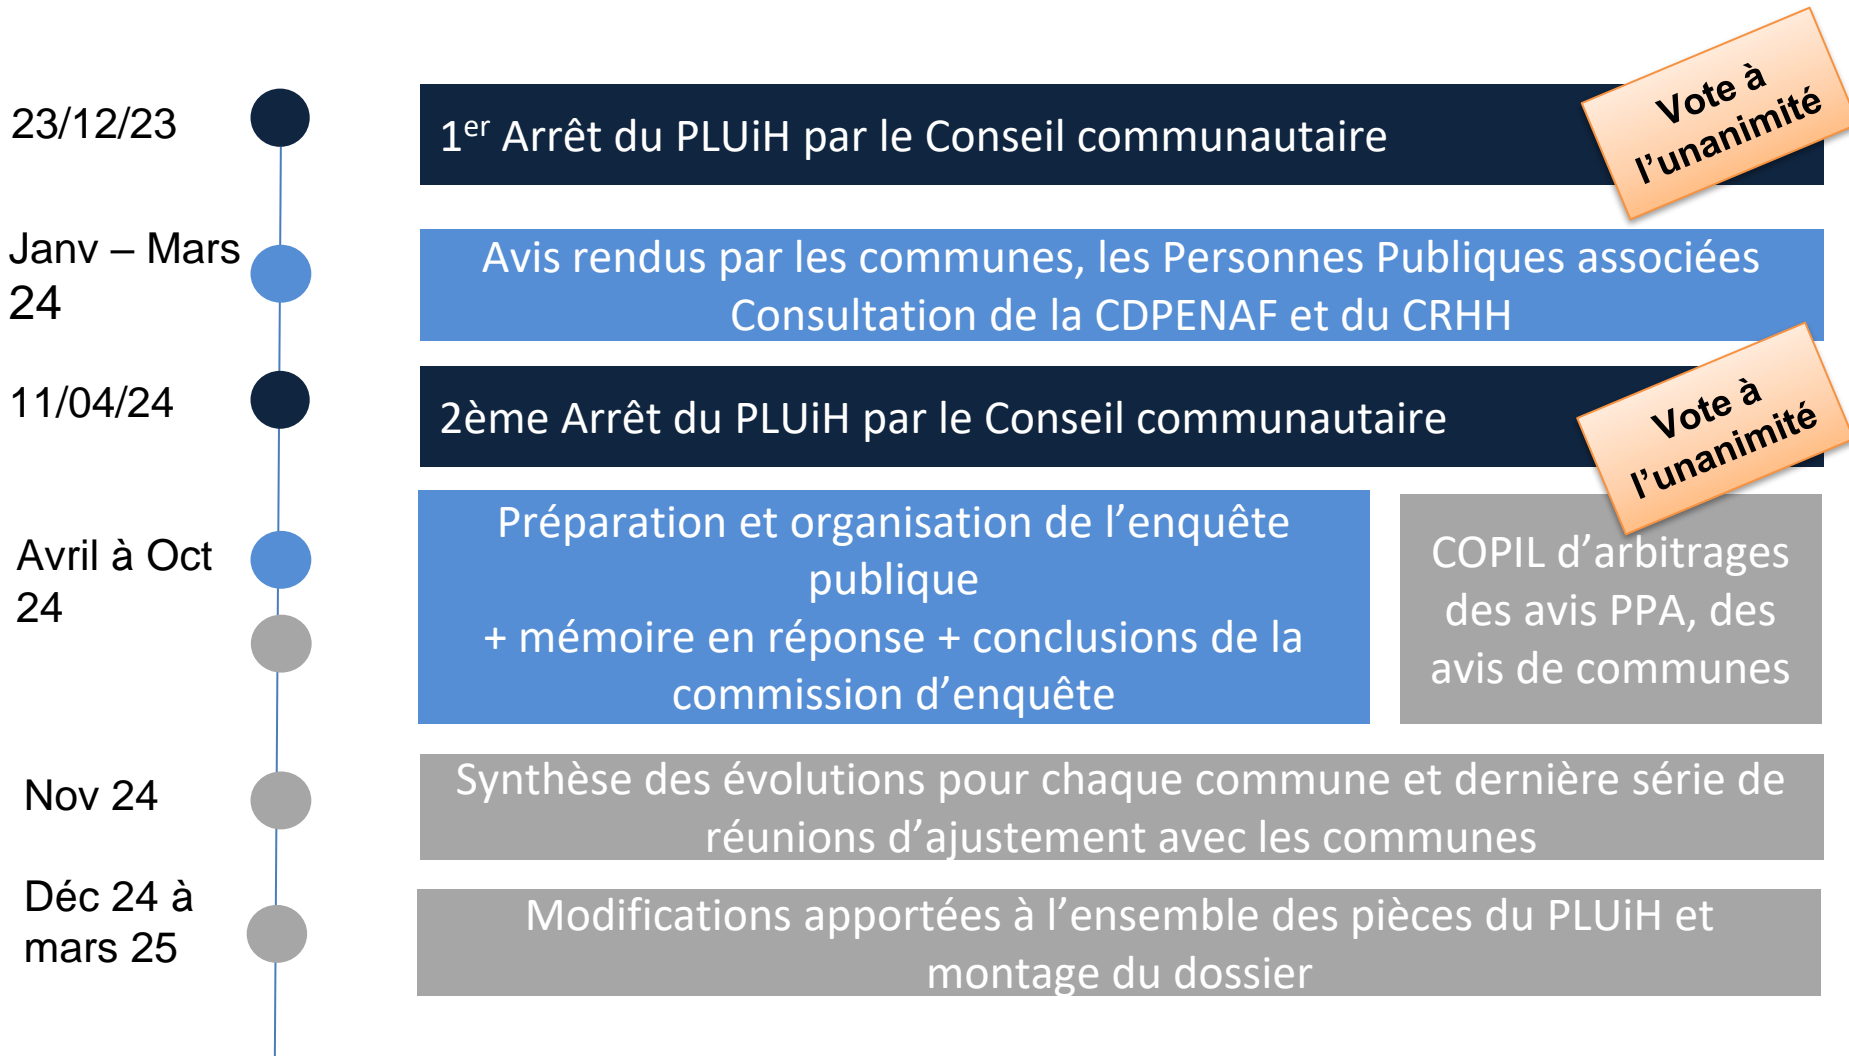 23/12/23
1er Arrêt du PLUiH par le Conseil communautaire
Vote à
l’unanimité
Janv – Mars
24
Avis rendus par les communes, les Personnes Publiques associées
Consultation de la CDPENAF et du CRHH
11/04/24
2ème Arrêt du PLUiH par le Conseil communautaire
Vote à
l’unanimité
Avril à Oct
24
Préparation et organisation de l’enquête
publique
+ mémoire en réponse + conclusions de la
commission d’enquête
COPIL d’arbitrages
des avis PPA, des
avis de communes
Nov 24
Synthèse des évolutions pour chaque commune et dernière série de
réunions d’ajustement avec les communes
Déc 24 à
mars 25
Modifications apportées à l’ensemble des pièces du PLUiH et
montage du dossier